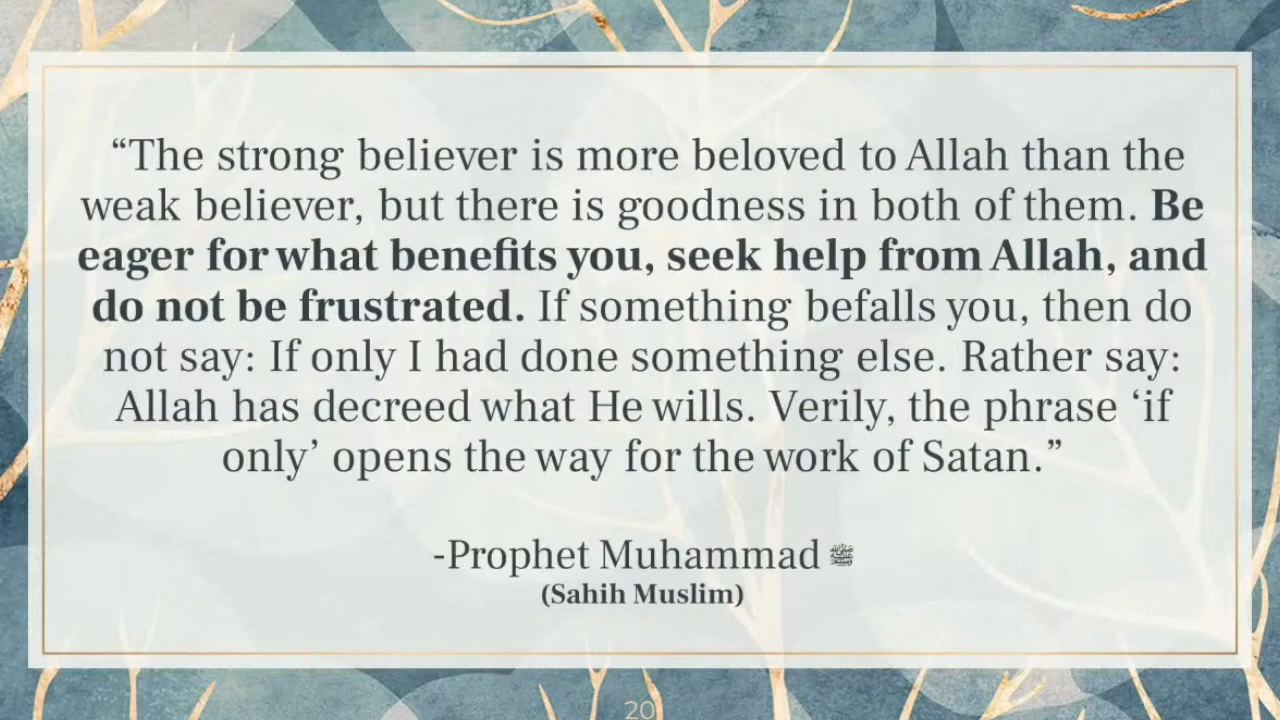 “The strong believer is more beloved to Allah than the
weak believer, but there is goodness in both of them. Be
eager for what benefits you, seek help from Allah, and
do not be frustrated. If something befalls you, then do
not say: If only I had done something else. Rather say:
Allah has decreed what He wills. Verily, the phrase ‘if
only’ opens the way for the work of Satan.”
-Prophet Muhammad ﷺ
(Sahih Muslim)
20